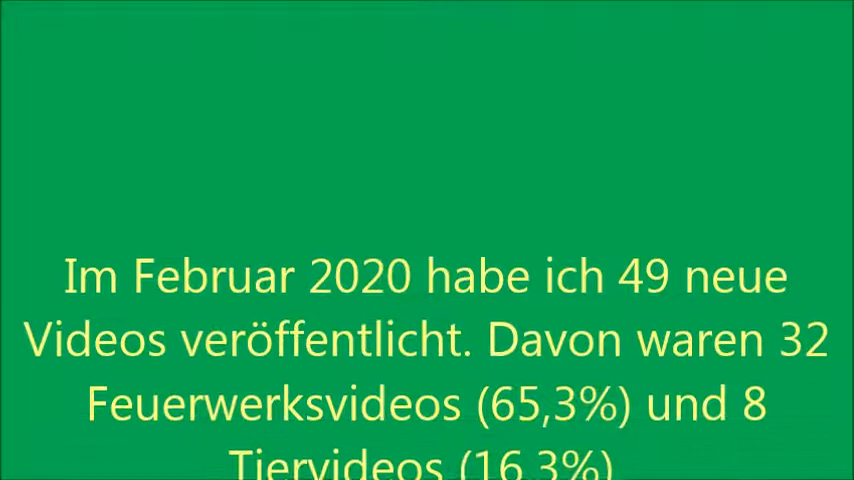 Im Februar 2020 habe ich 49 neue
Videos veröffentlicht. Davon waren 32
Feuerwerksvideos (65,3%) und 8
Tiervideos (16,3%)